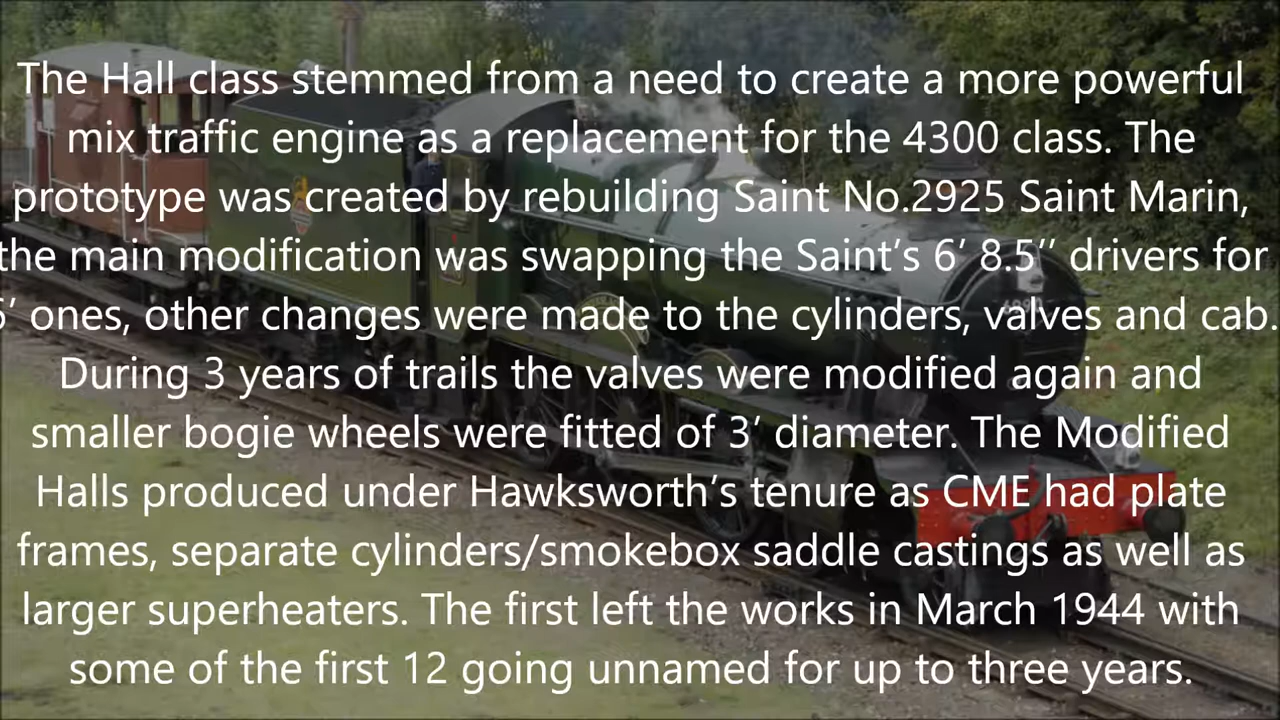 The Hall class stemmed from a need to create a more powerful
mix traffic engine as a replacement for the 4300 class. The
prototype was created by rebuilding Saint No.2925 Saint Marin,
the main modification was swapping the Saint’s 6’ 8.5’’ drivers for
6’ ones, other changes were made to the cylinders, valves and cab.
During 3 years of trails the valves were modified again and
smaller bogie wheels were fitted of 3’ diameter. The Modified
Halls produced under Hawksworth’s tenure as CME had plate
frames, separate cylinders/smokebox saddle castings as well as
larger superheaters. The first left the works in March 1944 with
some of the first 12 going unnamed for up to three years.